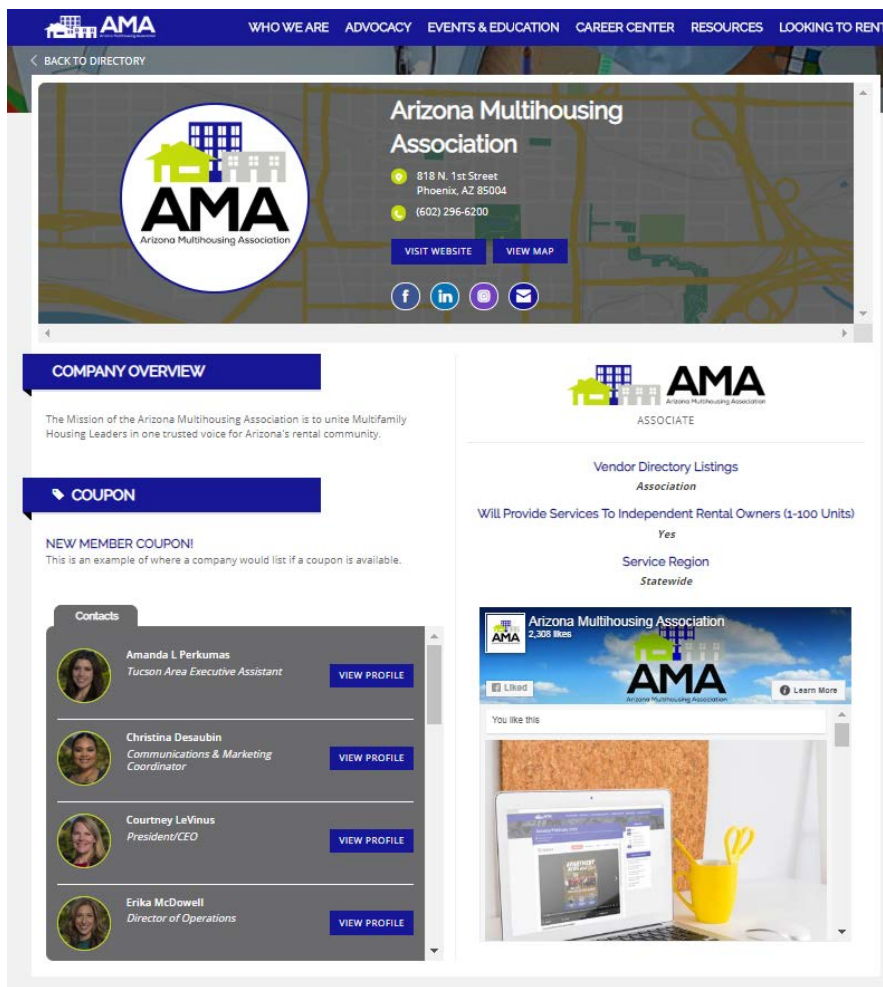 AMA
Arizona Multihousing Association
WHO WE ARE ADVOCACY EVENTS & EDUCATION CAREER CENTER RESOURCES LOOKING TO RENT
BACK TO DIRECTORY
AMA
Arizona Multihousing Association
Arizona Multihousing
Association
818 N. 1st Street
Phoenix, AZ 85004
(602) 296-6200
VISIT WEBSITE VIEW MAP
f in
COMPANY OVERVIEW
The Mission of the Arizona Multihousing Association is to unite Multifamily
Housing Leaders in one trusted voice for Arizona's rental community.
COUPON
NEW MEMBER COUPON!
This is an example of where a company would list if a coupon is available.
Contacts
Amanda L Perkumas
Tucson Area Executive Assistant
VIEW PROFILE
Christina Desaubin
Communications & Marketing
Coordinator
VIEW PROFILE
Courtney LeVinus
President/CEO
VIEW PROFILE
Erika McDowell
Director of Operations
VIEW PROFILE
AMA
Arizona Multihousing Association
ASSOCIATE
Vendor Directory Listings
Association
Will Provide Services To Independent Rental Owners (1-100 Units)
Yes
Service Region
Statewide
AMA
Arizona Multihousing Association
2,308 likes
AMA
Arizona Multihousing Association
Liked
Learn More
You like this
APARTMENT